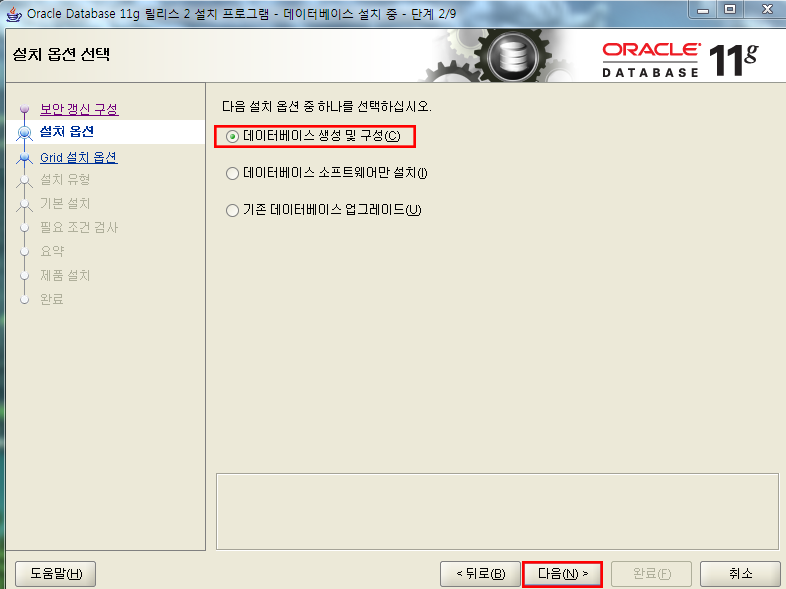 Oracle Database 11g 릴리스 2 설치 프로그램 - 데이터베이스 설치 중 - 단계 2/9
설치 옵션 선택
ORACLE
DATABASE 11g
보안 갱신 구성
설치 옵션
Grid 설치 옵션
설치 유형
기본 설치
필요 조건 검사
요약
제품 설치
완료
다음 설치 옵션 중 하나를 선택하십시오.
데이터베이스 생성 및 구성(C)
데이터베이스 소프트웨어만 설치(I)
기존 데이터베이스 업그레이드(U)
도움말(H)
< 뒤로(B)
다음(N) >
완료(F)
취소